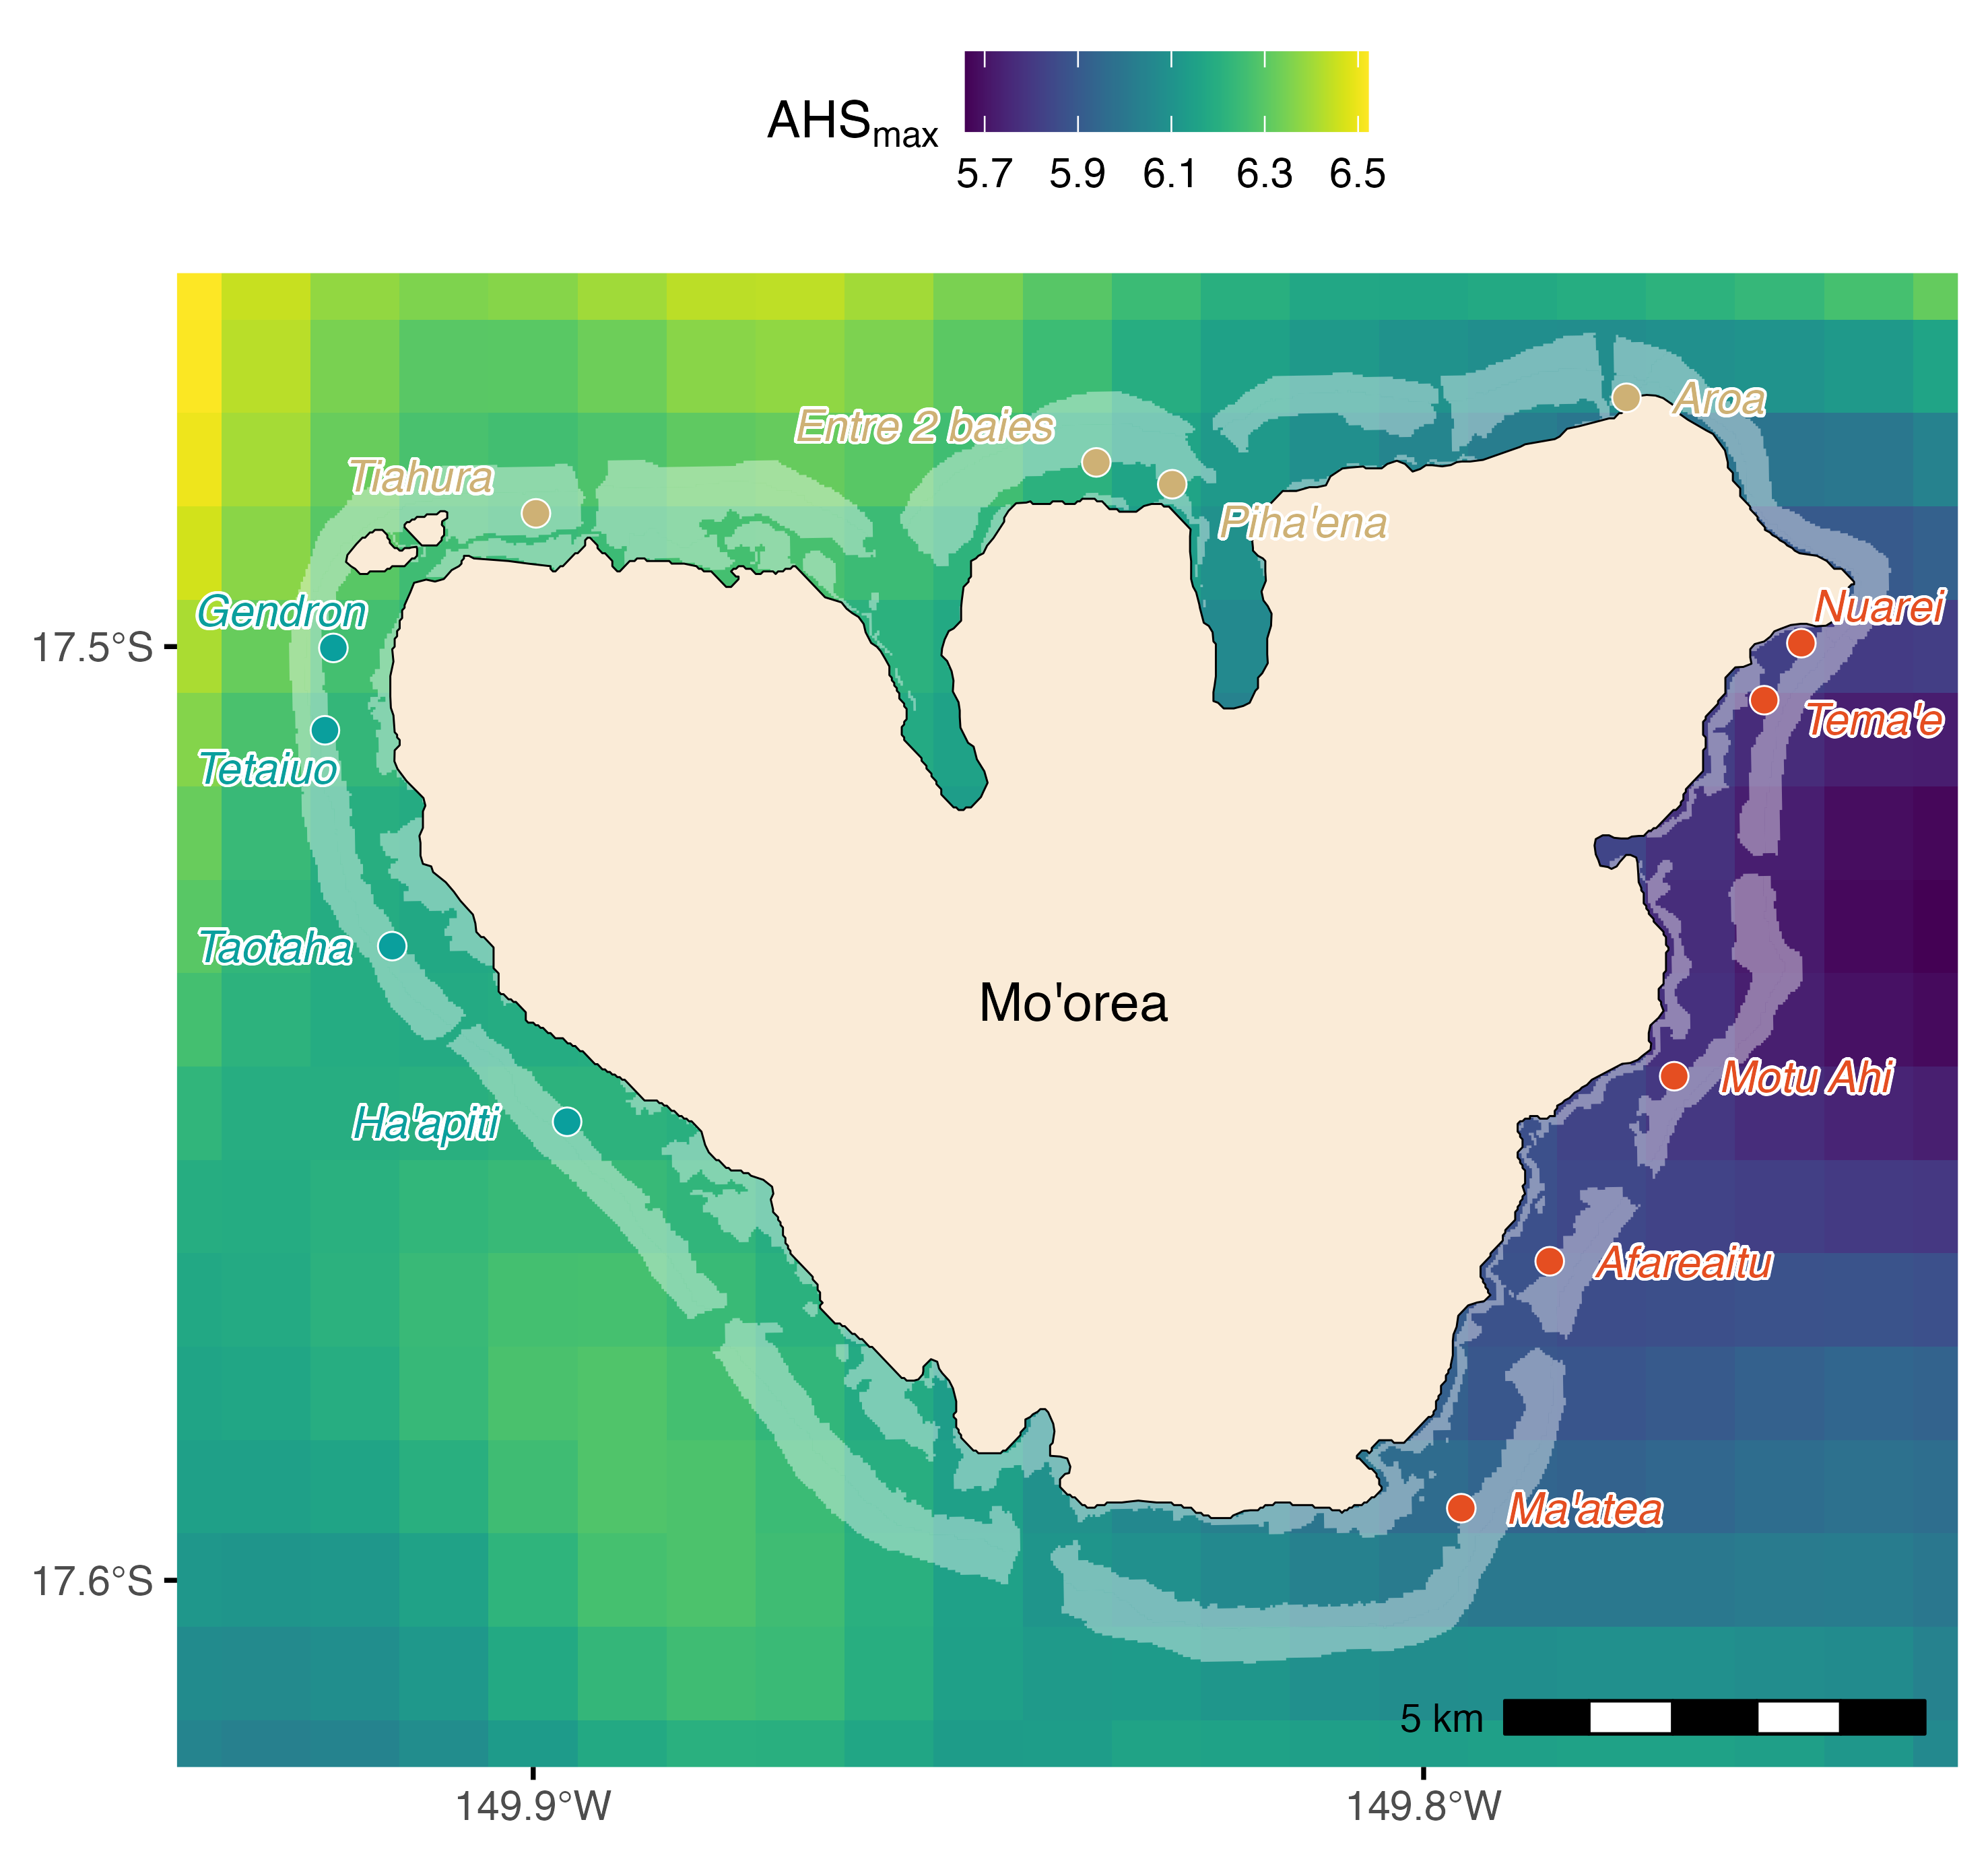 AHSmax
5.7 5.9 6.1 6.3 6.5
Aroa
Entre 2 baies
Tiahura
Piha'ena
Gendron
Nuarei
17.5°S
Tema'e
Tetaiuo
Taotaha
Mo'orea
Motu Ahi
Ha'apiti
Afareaitu
Ma'atea
17.6°S
5 km
149.9°W 149.8°W